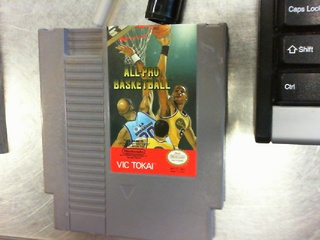 ALL-PRO
BASKETBALL
VIC TOKAI
Caps Lock
Shift
Ctrl